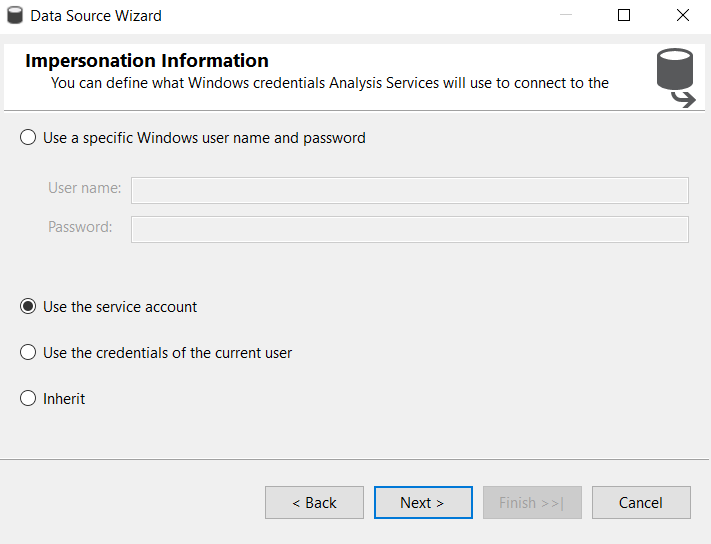 Data Source Wizard
Impersonation Information
You can define what Windows credentials Analysis Services will use to connect to the
Use a specific Windows user name and password
User name:
Password:
Use the service account
Use the credentials of the current user
Inherit
< Back Next > Finish >>| Cancel